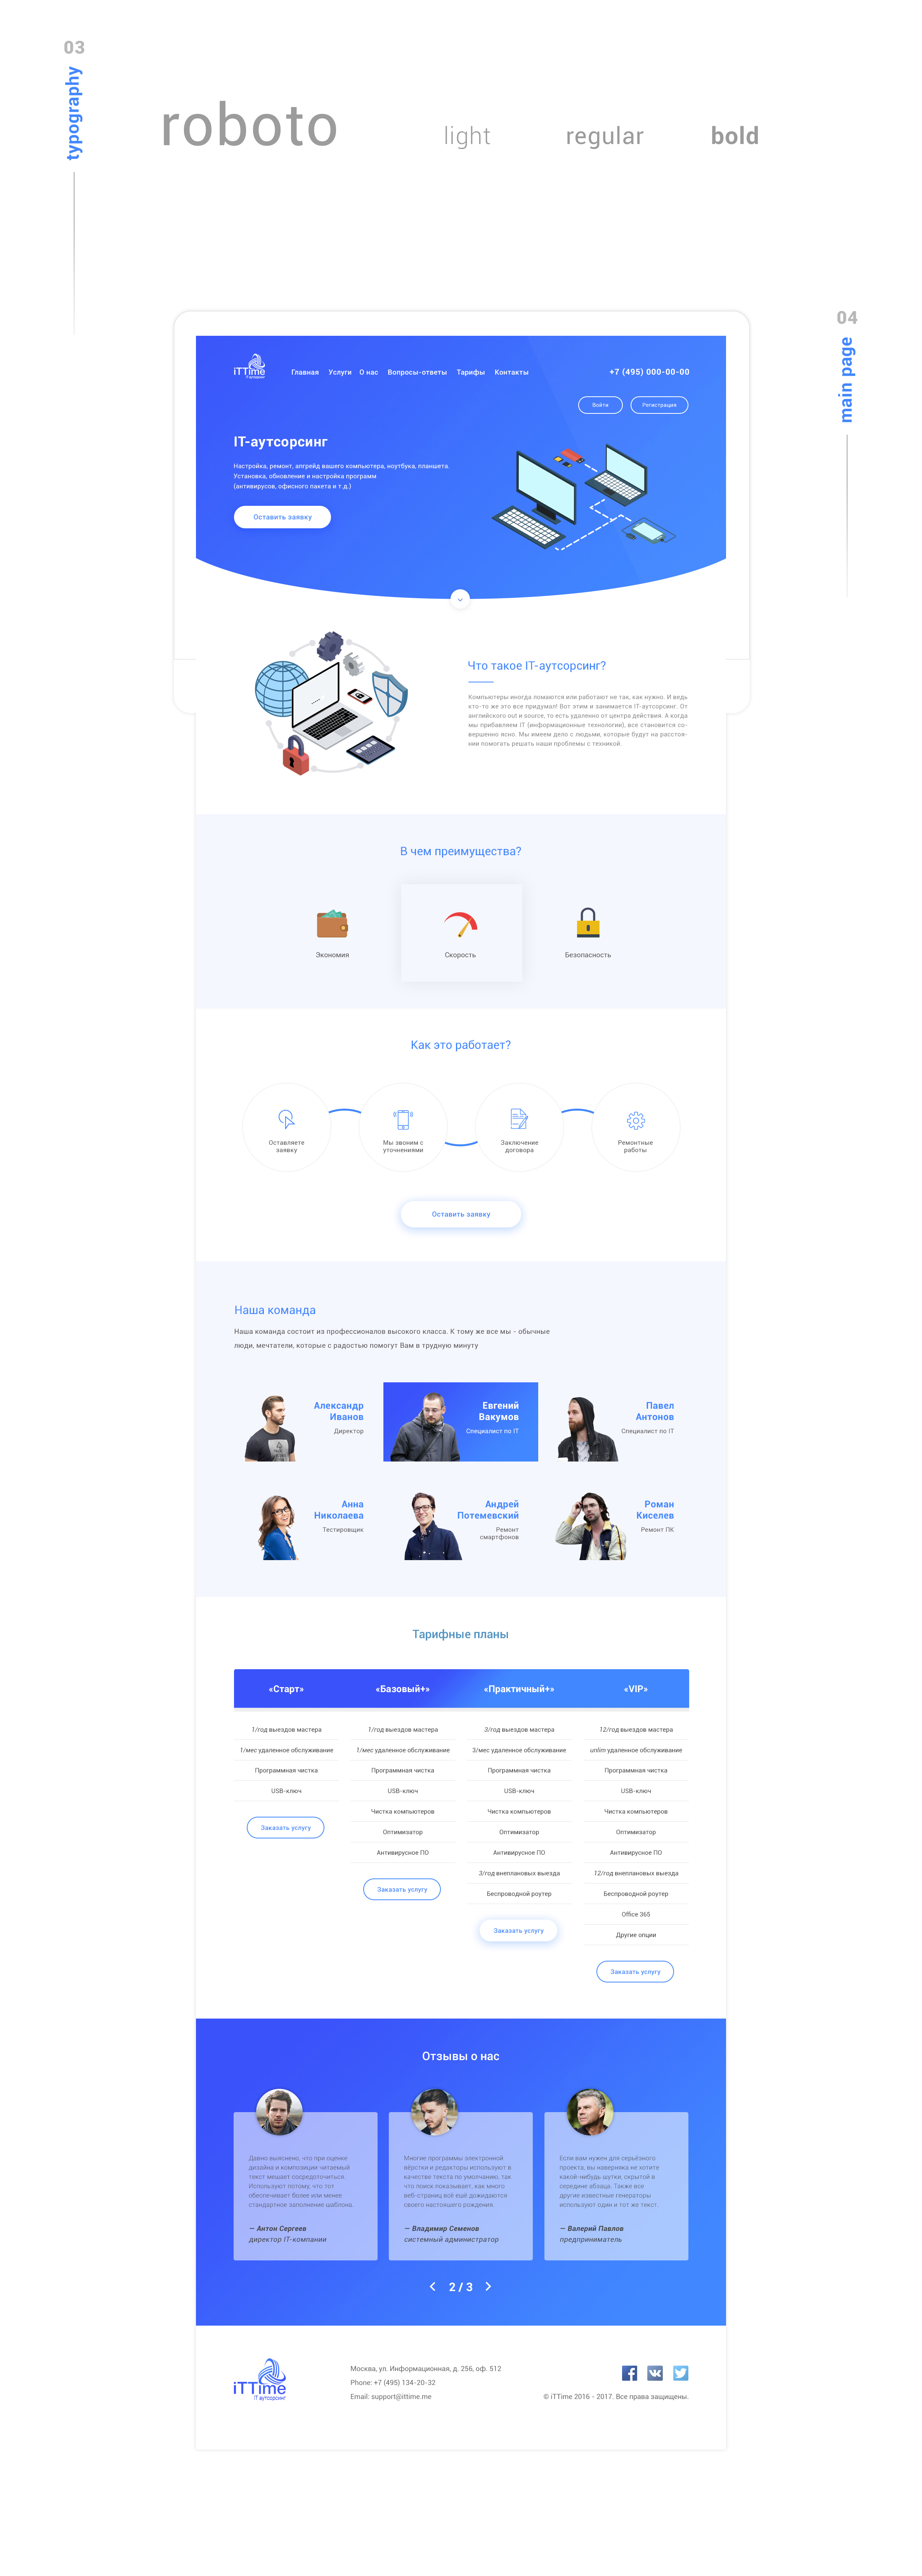 03
typography
roboto
light
regular
bold
04
main page
iTTime
IT аутсорсинг
Главная
Услуги
О нас
Вопросы-ответы
Тарифы
Контакты
+7 (495) 000-00-00
Войти
Регистрация
IT-аутсорсинг
Настройка, ремонт, апгрейд вашего компьютера, ноутбука, планшета.
Установка, обновление и настройка программ
(антивирусов, офисного пакета и т.д.)
Оставить заявку
Что такое IT-аутсорсинг?
Компьютеры иногда ломаются или работают не так, как нужно. И ведь
кто-то же это все придумал! Вот этим и занимается IT-аутсорсинг. От
английского out и source, то есть удаленно от центра действия. А когда
мы прибавляем IT (информационные технологии), все становится со-
вершенно ясно. Мы имеем дело с людьми, которые будут на расстоя-
нии помогать решать наши проблемы с техникой
В чем преимущества?
Экономия
Скорость
Безопасность
Как это работает?
Оставляете
заявку
Мы звоним с
уточнениями
Заключение
договора
Ремонтные
работы
Оставить заявку
Наша команда
Наша команда состоит из профессионалов высокого класса. К тому же все мы - обычные
люди, мечтатели, которые с радостью помогут Вам в трудную минуту
Александр
Иванов
Директор
Евгений
Вакумов
Специалист по IT
Павел
Антонов
Специалист по IT
Анна
Николаева
Тестировщик
Андрей
Потемевский
Ремонт
смартфонов
Роман
Киселев
Ремонт ПК
Тарифные планы
«Старт»
«Базовый+»
«Практичный+»
«VIP»
1/год выездов мастера
1/мес удаленное обслуживание
Программная чистка
USB-ключ
Заказать услугу
1/год выездов мастера
1/мес удаленное обслуживание
Программная чистка
USB-ключ
Чистка компьютеров
Оптимизатор
Антивирусное ПО
Заказать услугу
3/год выездов мастера
3/мес удаленное обслуживание
Программная чистка
USB-ключ
Чистка компьютеров
Оптимизатор
Антивирусное ПО
3/год внеплановых выезда
Беспроводной роутер
Заказать услугу
12/год выездов мастера
unlim удаленное обслуживание
Программная чистка
USB-ключ
Чистка компьютеров
Оптимизатор
Антивирусное ПО
12/год внеплановых выезда
Беспроводной роутер
Office 365
Другие опции
Заказать услугу
Отзывы о нас
Давно выяснено, что при оценке
дизайна и композиции читаемый
текст мешает сосредоточиться.
Используют потому, что тот
обеспечивает более или менее
стандартное заполнение шаблона.
— Антон Сергеев
директор IT-компании
Многие программы электронной
вёрстки и редакторы используют в
качестве текста по умолчанию, так
что поиск показывает, как много
веб-страниц всё ещё дожидаются
своего настоящего рождения.
— Владимир Семенов
системный администратор
Если вам нужен для серьёзного
проекта, вы наверняка не хотите
какой-нибудь шутки, скрытой в
середине абзаца. Также все
другие известные генераторы
используют один и тот же текст.
— Валерий Павлов
предприниматель
2 / 3
iTTime
IT аутсорсинг
Москва, ул. Информационная, д. 256, оф. 512
Phone: +7 (495) 134-20-32
Email: support@ittime.me
© iTTime 2016 - 2017. Все права защищены.